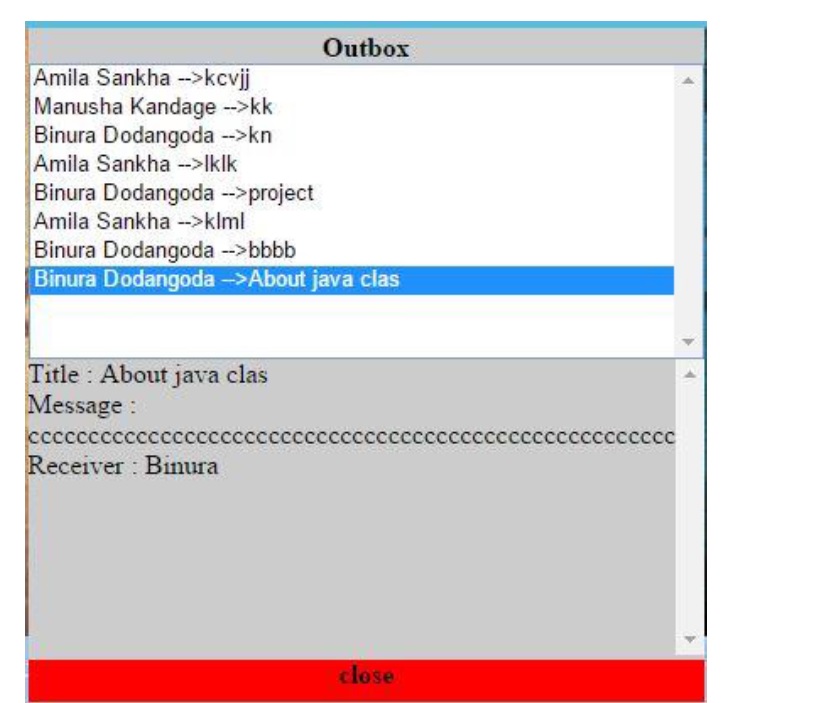 Outbox
Amila Sankha -->kcvjj
Manusha Kandage -->kk
Binura Dodangoda -->kn
Amila Sankha -->lklk
Binura Dodangoda -->project
Amila Sankha -->klml
Binura Dodangoda -->bbbb
Binura Dodangoda -->About java clas
Title : About java clas
Message :
cccccccccccccccccccccccccccccccccccccccccccccccccccccc
Receiver : Binura
close